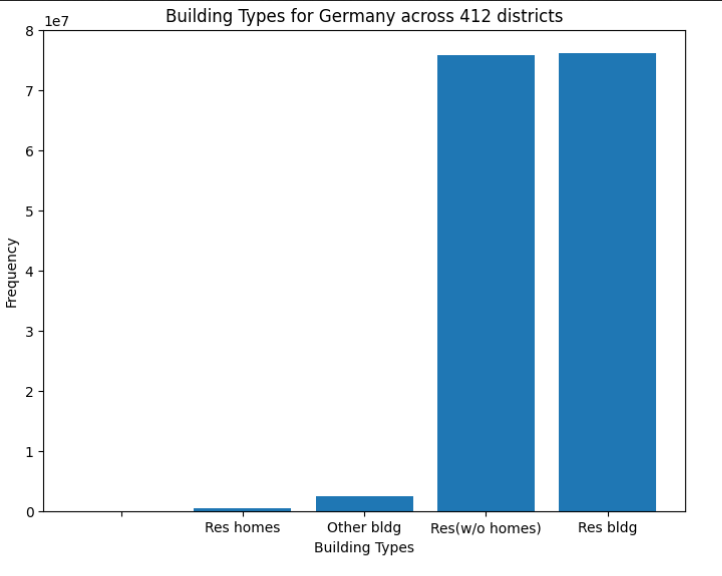 Building Types for Germany across 412 districts
1e7
8
7
6
5
4
3
2
1
0
Frequency
Res homes Other bldg Res(w/o homes) Res bldg
Building Types